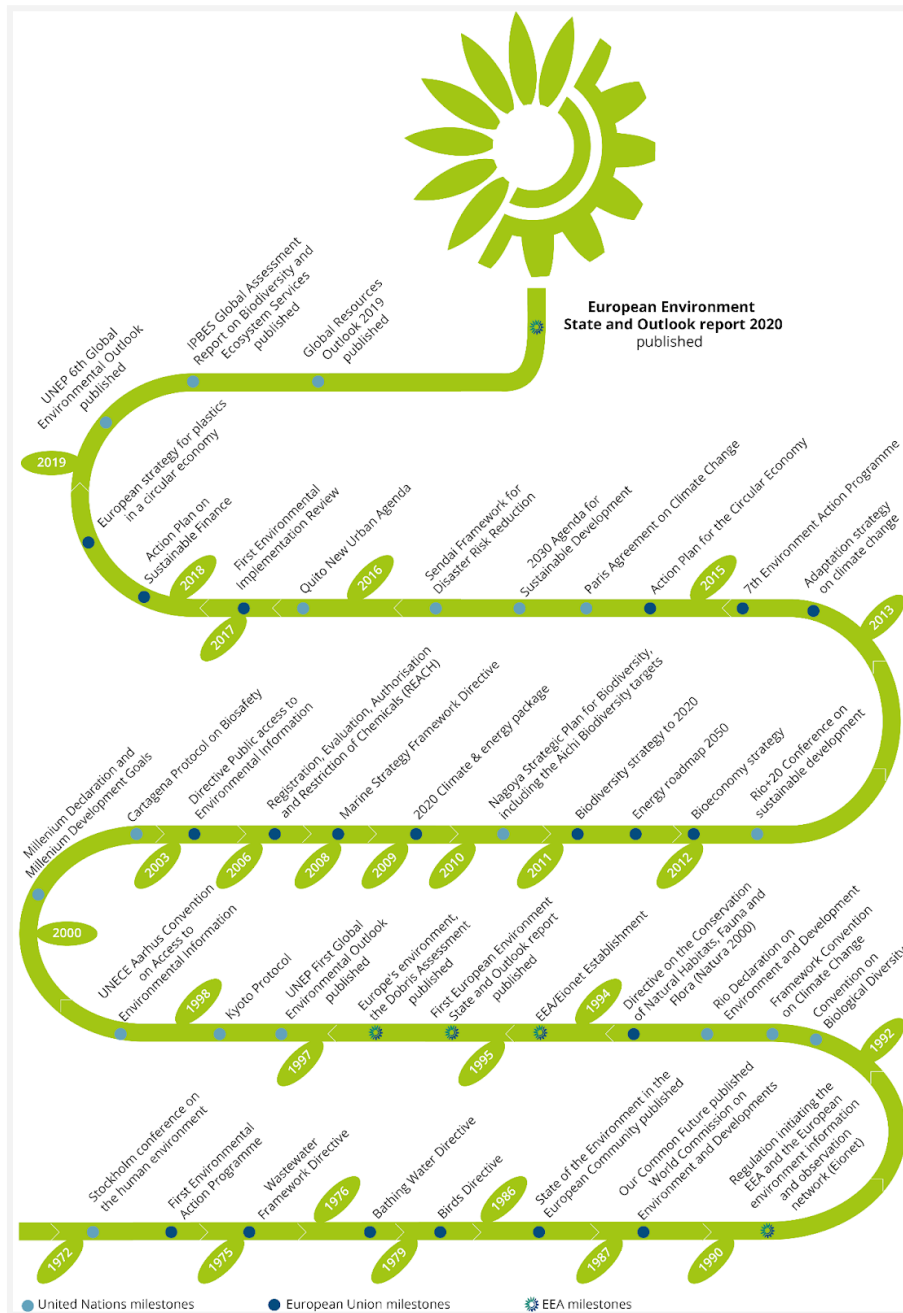 European Environment
State and Outlook report 2020
published
UNEP 6th Global
Environmental Outlook
published
IPBES Global Assessment
Report on Biodiversity and
Ecosystem Services
published
Global Resources
Outlook 2019
published
2019
European strategy for plastics
in a circular economy
Action Plan on
Sustainable Finance
2018
First Environmental
Implementation Review
2017
Quito New Urban Agenda
2016
Sendai Framework for
Disaster Risk Reduction
2030 Agenda for
Sustainable Development
Paris Agreement on Climate Change
Action Plan for the Circular Economy
2015
7th Environment Action Programme
Adaptation strategy
on climate change
2013
Millenium Declaration and
Millenium Development Goals
Cartagena Protocol on Biosafety
2003
Directive Public access to
Environmental Information
2006
Registration, Evaluation, Authorisation
and Restriction of Chemicals (REACH)
2008
Marine Strategy Framework Directive
2009
2020 Climate & energy package
2010
Nagoya Strategic Plan for Biodiversity,
including the Aichi Biodiversity targets
2011
Biodiversity strategy to 2020
Energy roadmap 2050
Bioeconomy strategy
2012
Rio+20 Conference on
sustainable development
2000
UNECE Aarhus Convention
on Access to
Environmental Information
1998
Kyoto Protocol
UNEP First Global
Environmental Outlook
published
1997
Europe's environment,
the Dobris Assessment
published
First European Environment
State and Outlook report
published
1995
EEA/Eionet Establishment
1994
Directive on the Conservation
of Natural Habitats, Fauna and
Flora (Natura 2000)
Rio Declaration on
Environment and Development
Framework Convention
on Climate Change
Convention on
Biological Diversity
1992
1972
Stockholm conference on
the human environment
First Environmental
Action Programme
1975
Wastewater
Framework Directive
1976
Bathing Water Directive
1979
Birds Directive
1986
State of the Environment in the
European Community published
1987
Our Common Future published
World Commission on
Environment and Developments
1990
Regulation initiating the
EEA and the European
environment information
and observation
network (Eionet)
United Nations milestones
European Union milestones
EEA milestones